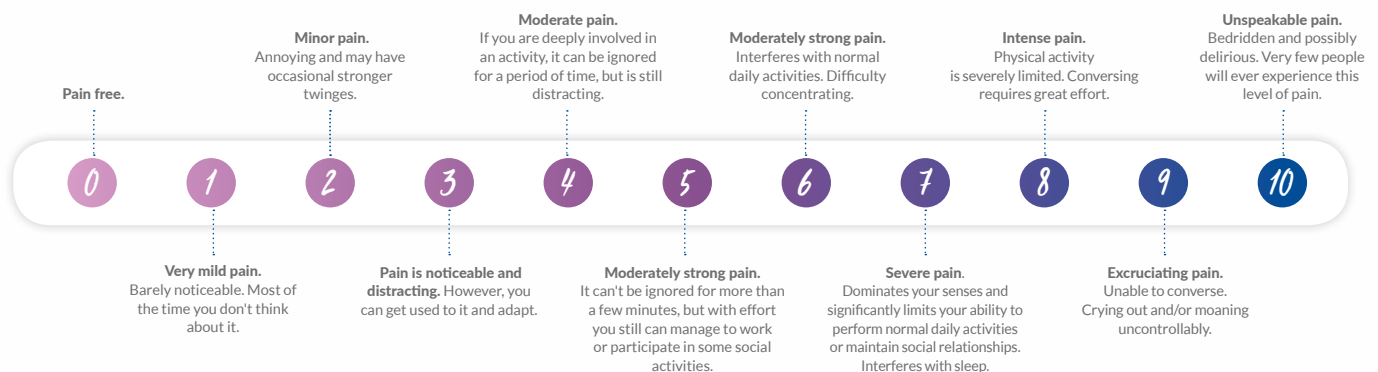 Pain free.
Minor pain.
Annoying and may have
occasional stronger
twinges.
Moderate pain.
If you are deeply involved in
an activity, it can be ignored
for a period of time, but is still
distracting.
Moderately strong pain.
Interferes with normal
daily activities. Difficulty
concentrating.
Intense pain.
Physical activity
is severely limited. Conversing
requires great effort.
Unspeakable pain.
Bedridden and possibly
delirious. Very few people
will ever experience this
level of pain.
0 1 2 3 4 5 6 7 8 9 10
Very mild pain.
Barely noticeable. Most of
the time you don't think
about it.
Pain is noticeable and
distracting. However, you
can get used to it and adapt.
Moderately strong pain.
It can't be ignored for more than
a few minutes, but with effort
you still can manage to work
or participate in some social
activities.
Severe pain.
Dominates your senses and
significantly limits your ability to
perform normal daily activities
or maintain social relationships.
Interferes with sleep.
Excruciating pain.
Unable to converse.
Crying out and/or moaning
uncontrollably.